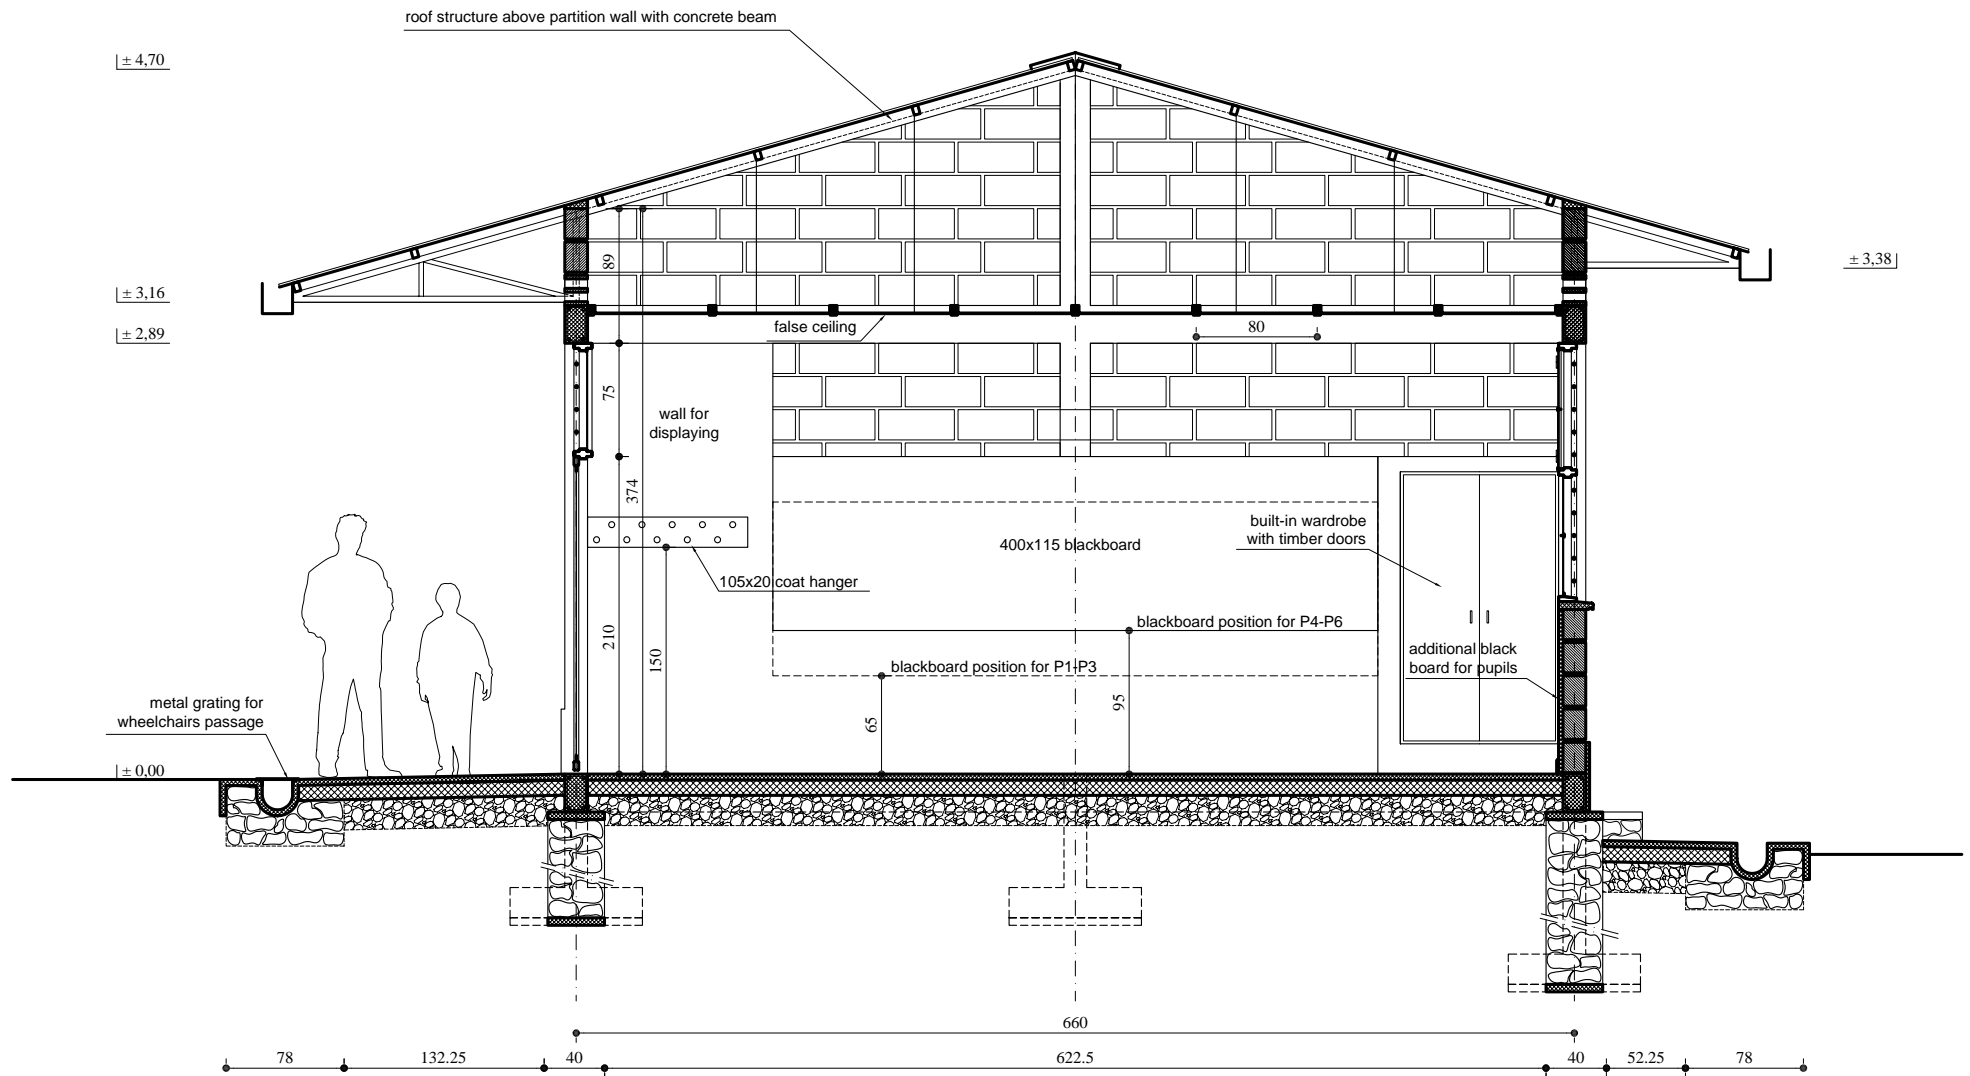 roof structure above partition wall with concrete beam
± 4,70
± 3,38
± 3,16
± 2,89
89
false ceiling
80
75
wall for
displaying
374
built-in wardrobe
with timber doors
400x115 blackboard
105x20 coat hanger
blackboard position for P4-P6
210
150
additional black
board for pupils
blackboard position for P1-P3
95
65
metal grating for
wheelchairs passage
± 0,00
660
78
132.25
40
622.5
40
52.25
78